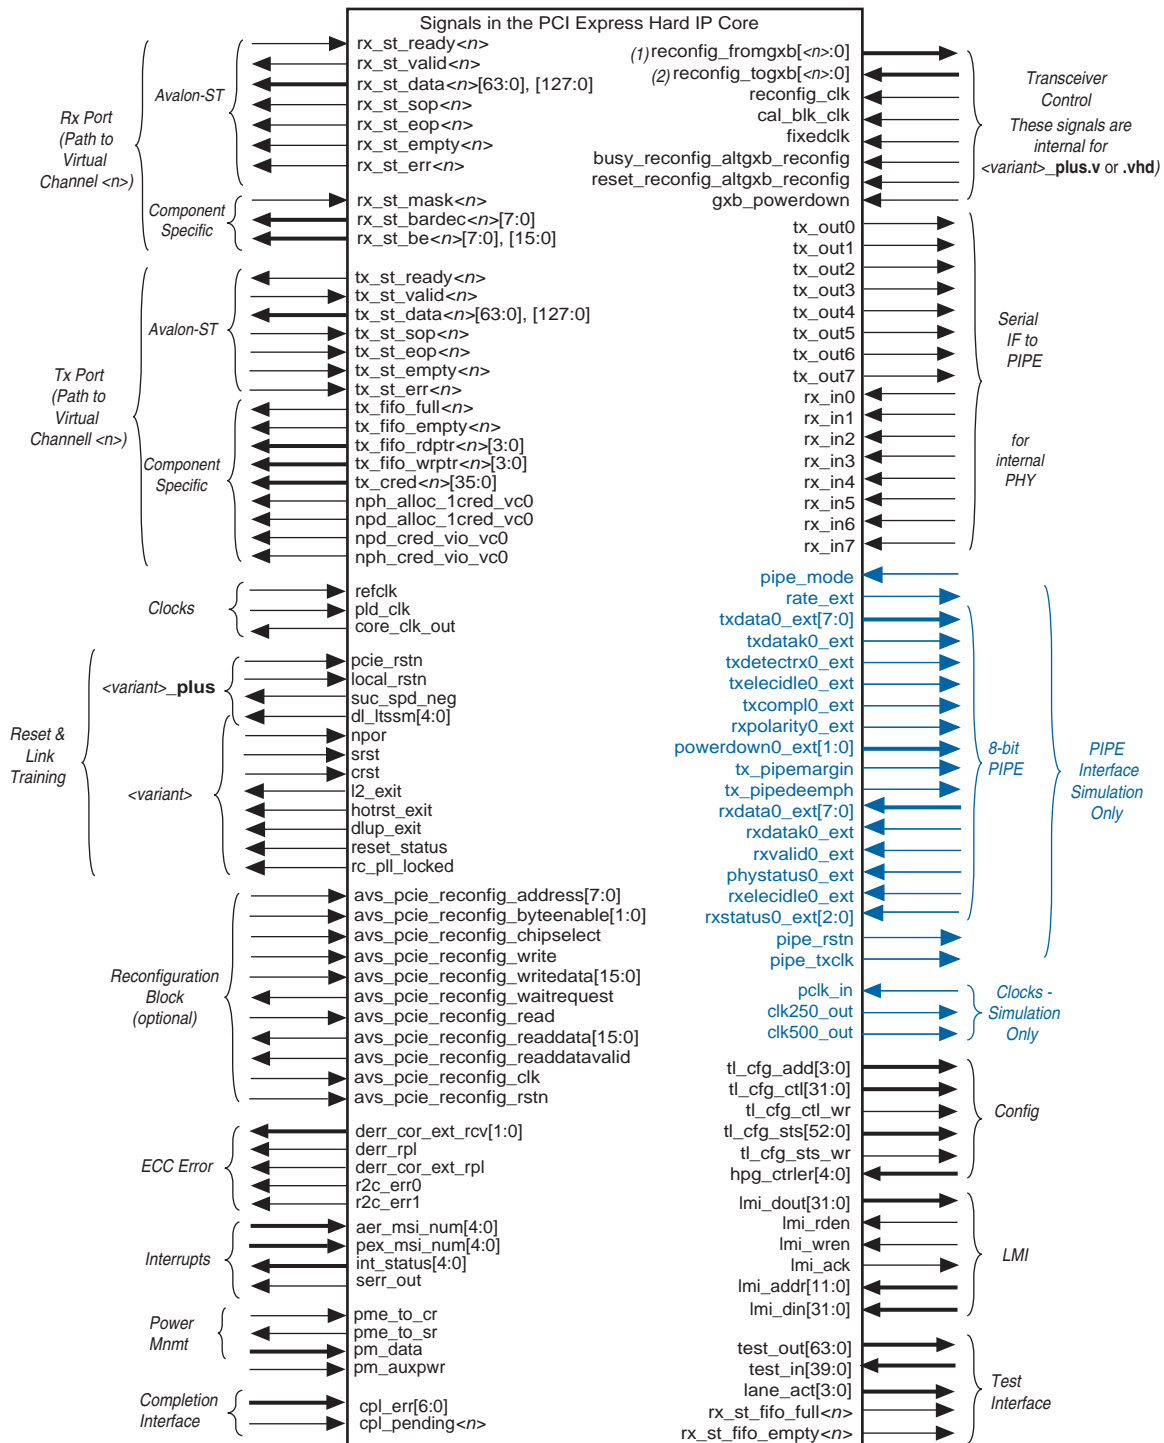 Signals in the PCI Express Hard IP Core
Rx Port
(Path to
Virtual
Channel <n>)
Avalon-ST
rx_st_ready<n>
rx_st_valid<n>
rx_st_data<n>[63:0], [127:0]
rx_st_sop<n>
rx_st_eop<n>
rx_st_empty<n>
rx_st_err<n>
Component
Specific
rx_st_mask<n>
rx_st_bardec<n>[7:0]
rx_st_be<n>[7:0], [15:0]
Tx Port
(Path to
Virtual
Channell <n>)
Avalon-ST
tx_st_ready<n>
tx_st_valid<n>
tx_st_data<n>[63:0], [127:0]
tx_st_sop<n>
tx_st_eop<n>
tx_st_empty<n>
tx_st_err<n>
Component
Specific
tx_fifo_full<n>
tx_fifo_empty<n>
tx_fifo_rdptr<n>[3:0]
tx_fifo_wrptr<n>[3:0]
tx_cred<n>[35:0]
nph_alloc_1cred_vc0
npd_alloc_1cred_vc0
npd_cred_vio_vc0
nph_cred_vio_vc0
Clocks
refclk
pld_clk
core_clk_out
Reset &
Link
Training
<variant>_plus
pcie_rstn
local_rstn
suc_spd_neg
dl_ltssm[4:0]
<variant>
npor
srst
crst
l2_exit
hotrst_exit
dlup_exit
reset_status
rc_pll_locked
Reconfiguration
Block
(optional)
avs_pcie_reconfig_address[7:0]
avs_pcie_reconfig_byteenable[1:0]
avs_pcie_reconfig_chipselect
avs_pcie_reconfig_write
avs_pcie_reconfig_writedata[15:0]
avs_pcie_reconfig_waitrequest
avs_pcie_reconfig_read
avs_pcie_reconfig_readdata[15:0]
avs_pcie_reconfig_readdatavalid
avs_pcie_reconfig_clk
avs_pcie_reconfig_rstn
ECC Error
derr_cor_ext_rcv[1:0]
derr_rpl
derr_cor_ext_rpl
r2c_err0
r2c_err1
Interrupts
aer_msi_num[4:0]
pex_msi_num[4:0]
int_status[4:0]
serr_out
Power
Mnmt
pme_to_cr
pme_to_sr
pm_data
pm_auxpwr
Completion
Interface
cpl_err[6:0]
cpl_pending<n>
(1) reconfig_fromgxb[<n>:0]
(2) reconfig_togxb[<n>:0]
reconfig_clk
cal_blk_clk
fixedclk
busy_reconfig_altgxb_reconfig
reset_reconfig_altgxb_reconfig
gxb_powerdown
Transceiver
Control
These signals are
internal for
<variant>_plus.v or .vhd)
tx_out0
tx_out1
tx_out2
tx_out3
tx_out4
tx_out5
tx_out6
tx_out7
rx_in0
rx_in1
rx_in2
rx_in3
rx_in4
rx_in5
rx_in6
rx_in7
Serial
IF to
PIPE
for
internal
PHY
pipe_mode
rate_ext
txdata0_ext[7:0]
txdatak0_ext
txdetectrx0_ext
txelecidle0_ext
txcompl0_ext
rxpolarity0_ext
powerdown0_ext[1:0]
tx_pipemargin
tx_pipedeemph
rxdata0_ext[7:0]
rxdatak0_ext
rxvalid0_ext
phystatus0_ext
rxelecidle0_ext
rxstatus0_ext[2:0]
pipe_rstn
pipe_txclk
8-bit
PIPE
PIPE
Interface
Simulation
Only
pclk_in
clk250_out
clk500_out
Clocks -
Simulation
Only
tl_cfg_add[3:0]
tl_cfg_ctl[31:0]
tl_cfg_ctl_wr
tl_cfg_sts[52:0]
tl_cfg_sts_wr
hpg_ctrler[4:0]
Config
lmi_dout[31:0]
lmi_rden
lmi_wren
lmi_ack
lmi_addr[11:0]
lmi_din[31:0]
LMI
test_out[63:0]
test_in[39:0]
lane_act[3:0]
rx_st_fifo_full<n>
rx_st_fifo_empty<n>
Test
Interface